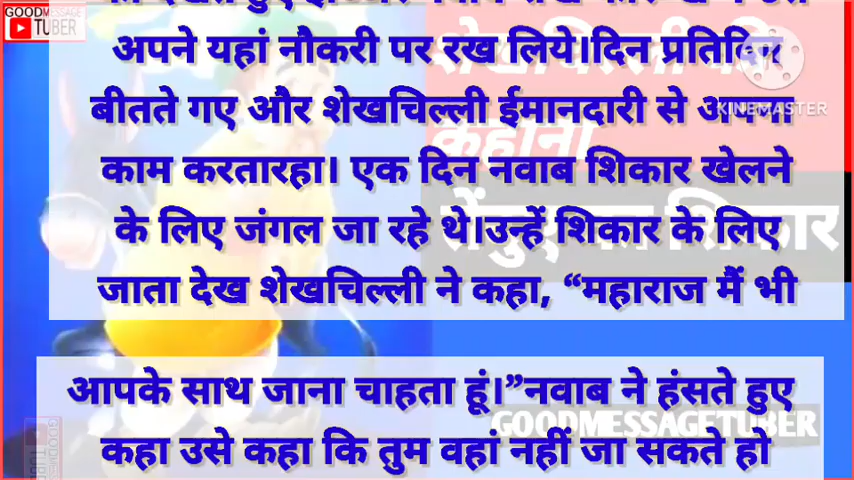 GOODMESSAGE
TUBER
अपने यहां नौकरी पर रख लिये।दिन प्रतिदिन
KINEMASTER
बीतते गए और शेखचिल्ली ईमानदारी से अपना
काम करतारहा। एक दिन नवाब शिकार खेलने
के लिए जंगल जा रहे थे।उन्हें शिकार के लिए
जाता देख शेखचिल्ली ने कहा, “महाराज मैं भी
आपके साथ जाना चाहता हूं।”नवाब ने हंसते हुए
GOODMESSAGETUBER
कहा उसे कहा कि तुम वहां नहीं जा सकते हो